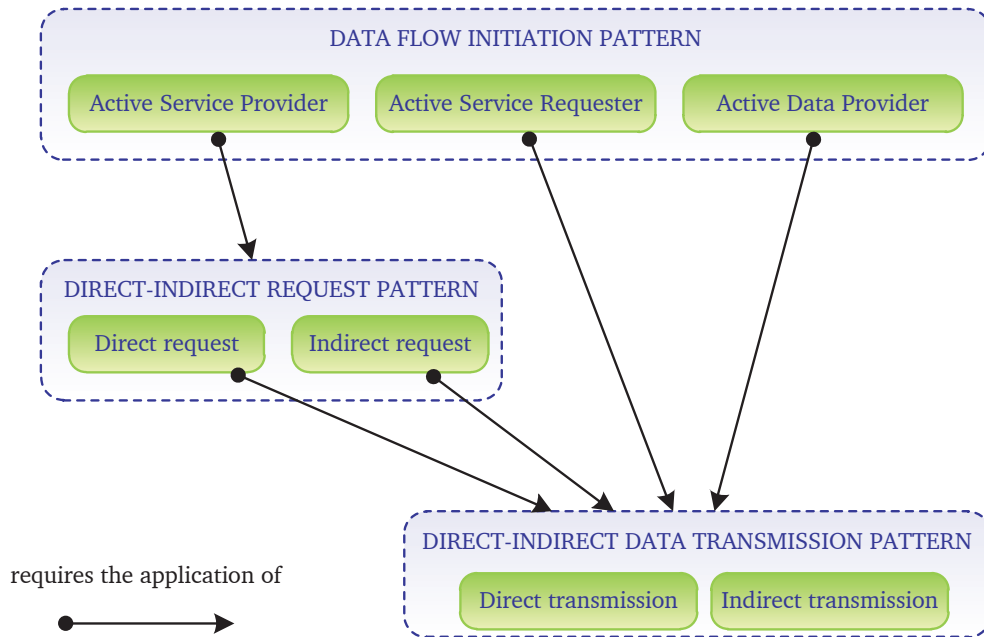 DATA FLOW INITIATION PATTERN
Active Service Provider
Active Service Requester
Active Data Provider
DIRECT-INDIRECT REQUEST PATTERN
Direct request
Indirect request
DIRECT-INDIRECT DATA TRANSMISSION PATTERN
Direct transmission
Indirect transmission
requires the application of